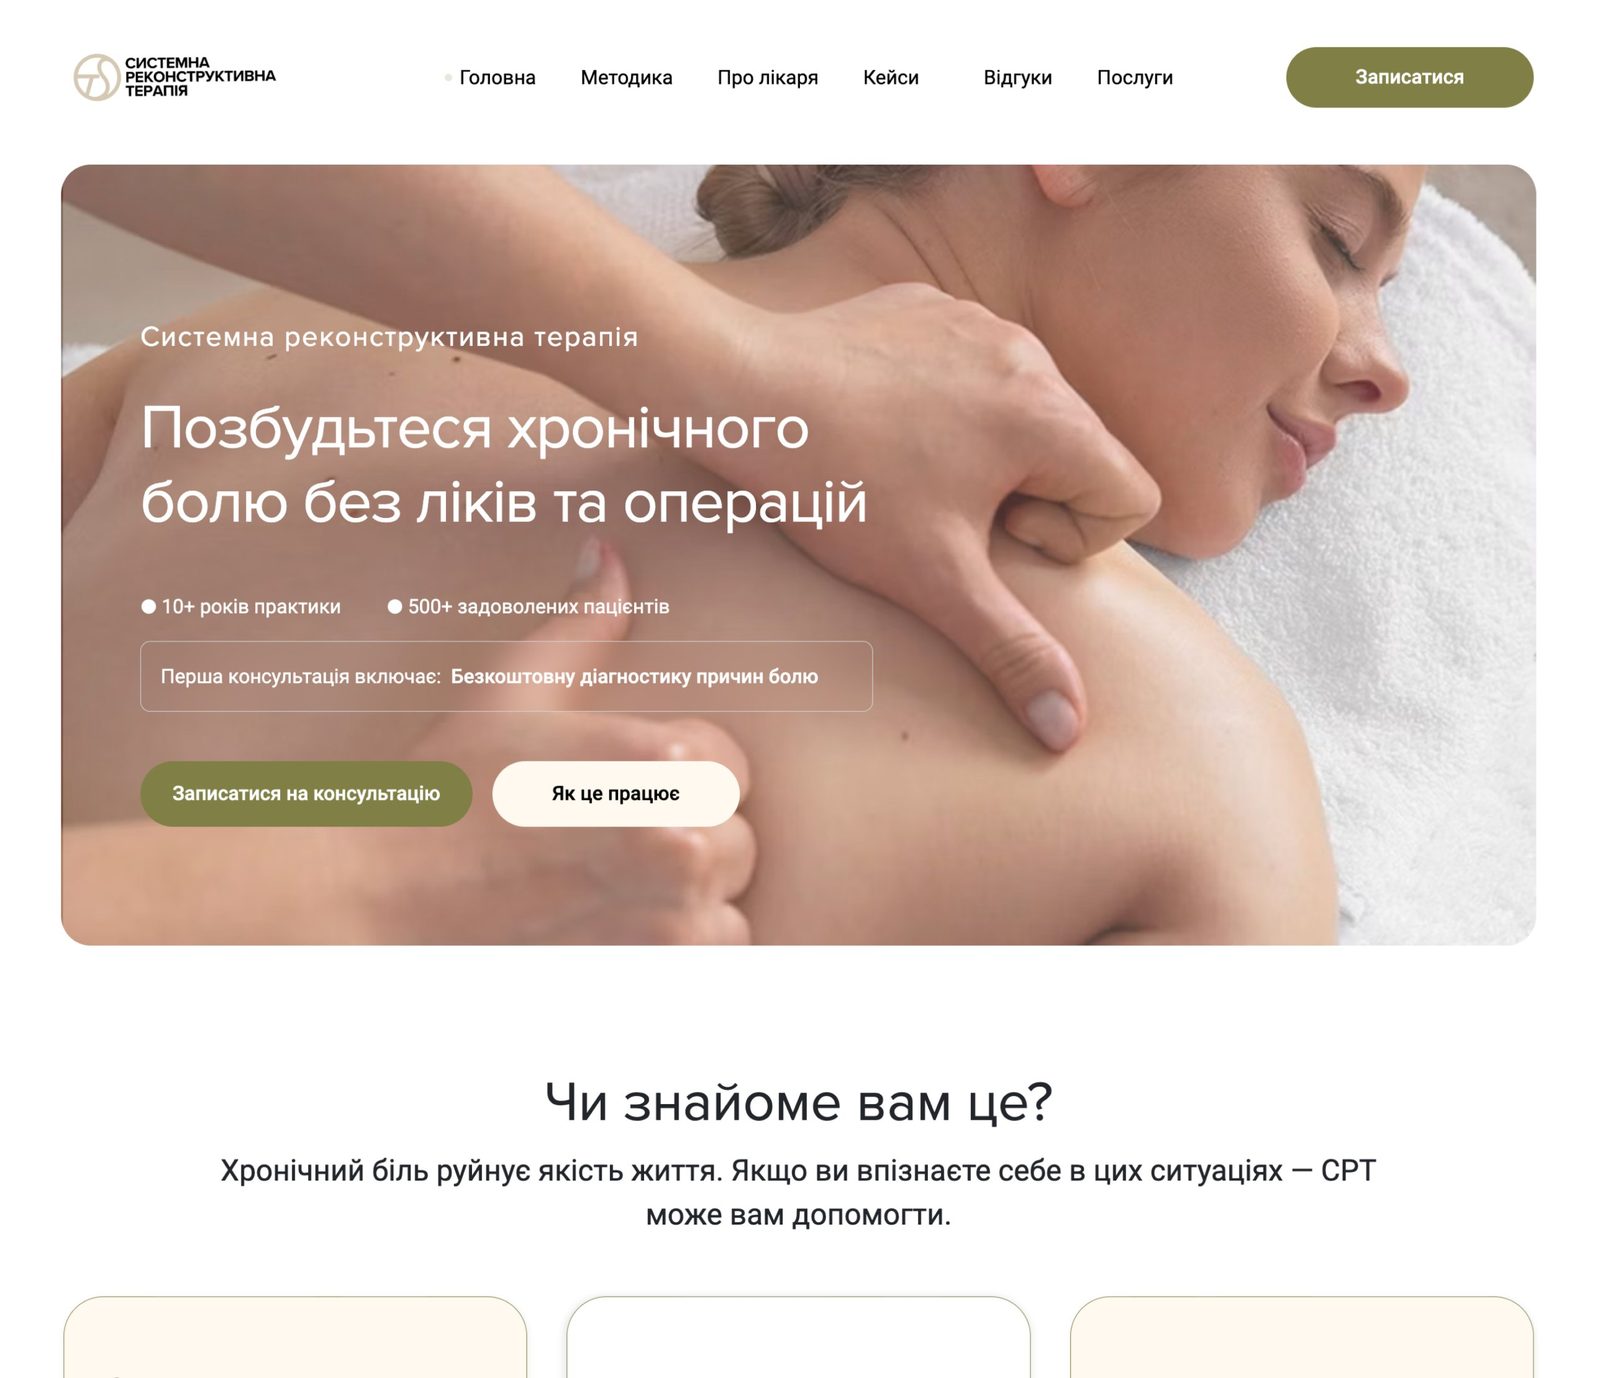 СИСТЕМНА
РЕКОНСТРУКТИВНА
ТЕРАПІЯ
Головна
Методика
Про лікаря
Кейси
Відгуки
Послуги
Записатися
Системна реконструктивна терапія
Позбудьтеся хронічного
болю без ліків та операцій
10+ років практики
500+ задоволених пацієнтів
Перша консультація включає: Безкоштовну діагностику причин болю
Записатися на консультацію
Як це працює
Чи знайоме вам це?
Хронічний біль руйнує якість життя. Якщо ви впізнаєте себе в цих ситуаціях — СРТ
може вам допомогти.